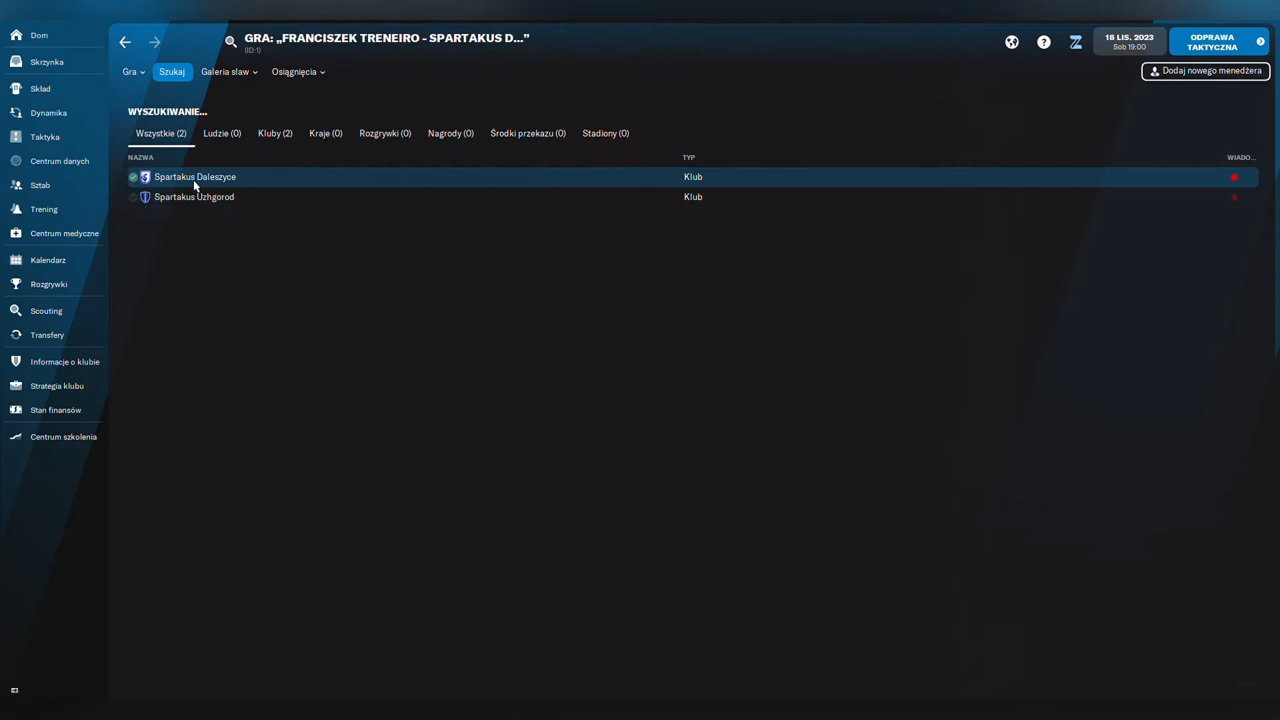 Dom
Skrzynka
Skład
Dynamika
Taktyka
Centrum danych
Sztab
Trening
Centrum medyczne
Kalendarz
Rozgrywki
Scouting
Transfery
Informacje o klubie
Strategia klubu
Stan finansów
Centrum szkolenia
GRA: „FRANCISZEK TRENEIRO - SPARTAKUS D...”
(ID:1)
18 LIS. 2023
Sob 19:00
ODPRAWA
TAKTYCZNA
Gra Szukaj Galeria sław Osiągnięcia
Dodaj nowego menedżera
WYSZUKIWANIE...
Wszystkie (2) Ludzie (0) Kluby (2) Kraje (0) Rozgrywki (0) Nagrody (0) Środki przekazu (0) Stadiony (0)
NAZWA TYP WIADO...
Spartakus Daleszyce Klub
Spartakus Uzhgorod Klub